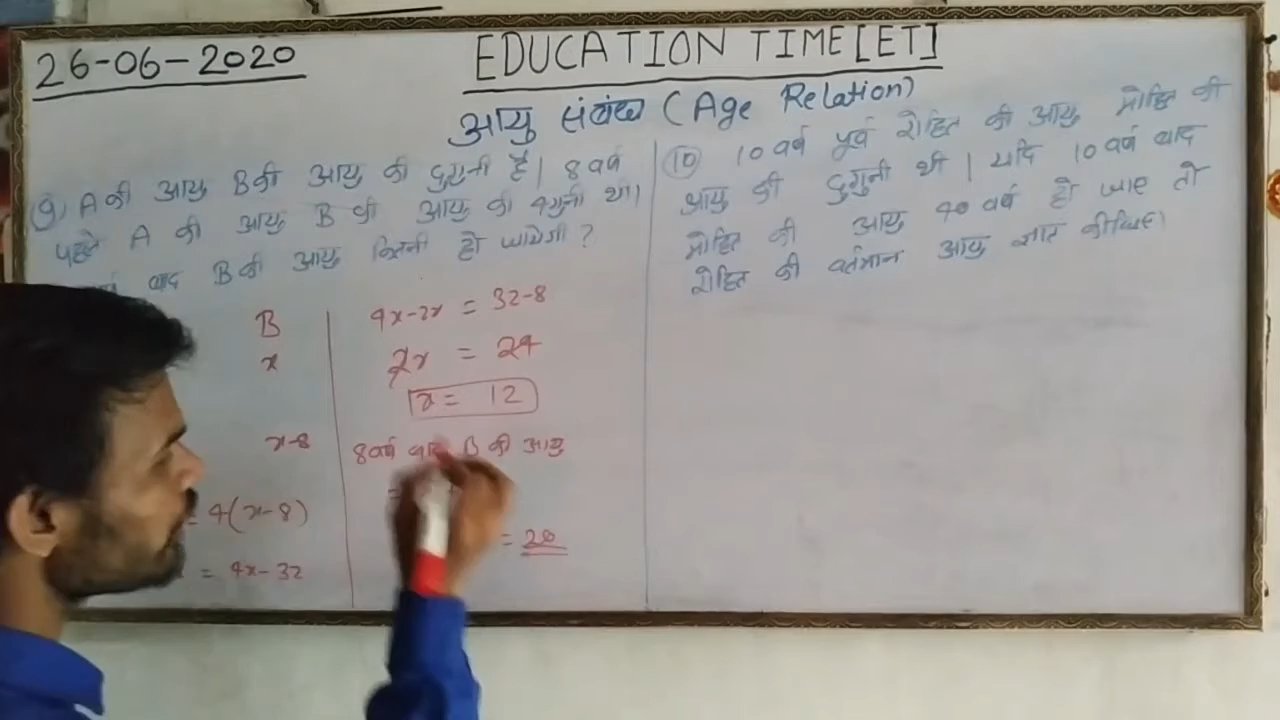 26-06-2020
EDUCATION TIME[ET]
आयु संबंध (Age Relation)
9) A की आयु B की आयु की दुगुनी है। 8 वर्ष
पहले A की आयु B की आयु की 4 गुनी थी।
बाद B की आयु कितनी हो जायेगी?
B
x
x-8
= 4(x-8)
= 4x-32
4x-2x = 32-8
2x = 24
x = 12
8 वर्ष बाद B की आयु
=
= 20
10 10 वर्ष पूर्व रोहित की आयु मोहित की
आयु की दुगुनी थी। यदि 10 वर्ष बाद
मोहित की आयु 40 वर्ष हो जाए तो
रोहित की वर्तमान आयु ज्ञात कीजिए।